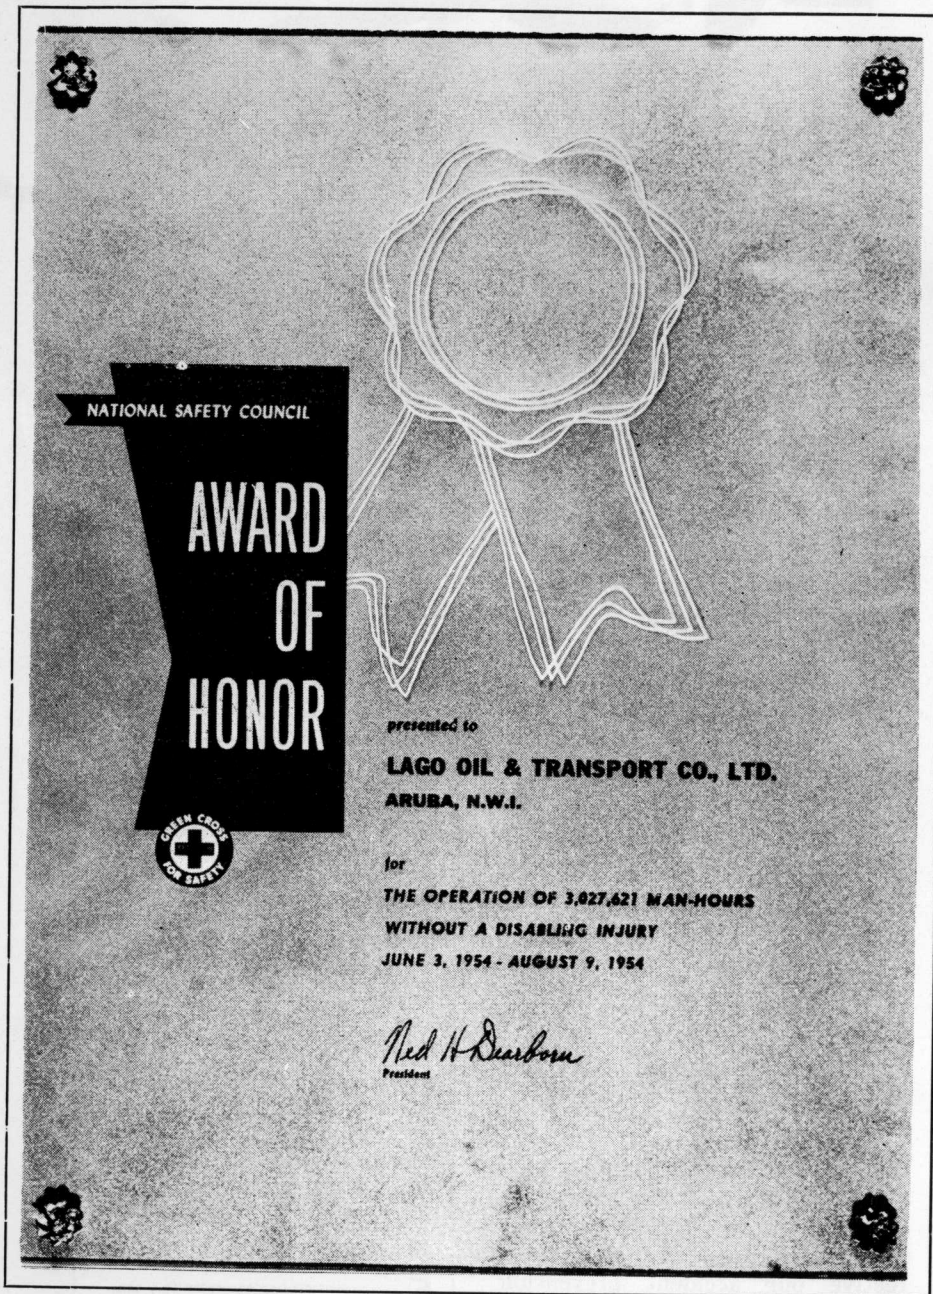 NATIONAL SAFETY COUNCIL
AWARD
OF
HONOR
GREEN CROSS
FOR SAFETY
presented to
LAGO OIL & TRANSPORT CO., LTD.
ARUBA, N.W.I.
for
THE OPERATION OF 3,027,621 MAN-HOURS
WITHOUT A DISABLING INJURY
JUNE 3, 1954 - AUGUST 9, 1954
Ned H Dearborn
President